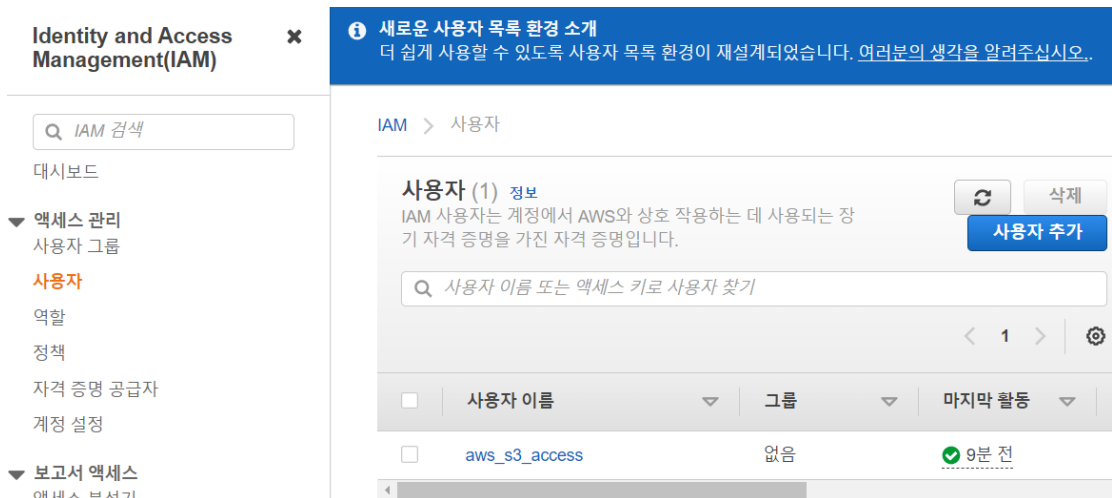 Identity and Access
Management(IAM)
IAM 검색
대시보드
액세스 관리
사용자 그룹
사용자
역할
정책
자격 증명 공급자
계정 설정
보고서 액세스
액세스 분석기
새로운 사용자 목록 환경 소개
더 쉽게 사용할 수 있도록 사용자 목록 환경이 재설계되었습니다. 여러분의 생각을 알려주십시오..
IAM > 사용자
사용자 (1) 정보
IAM 사용자는 계정에서 AWS와 상호 작용하는 데 사용되는 장
기 자격 증명을 가진 자격 증명입니다.
삭제
사용자 추가
사용자 이름 또는 액세스 키로 사용자 찾기
1
사용자 이름 그룹 마지막 활동
aws_s3_access 없음 9분 전